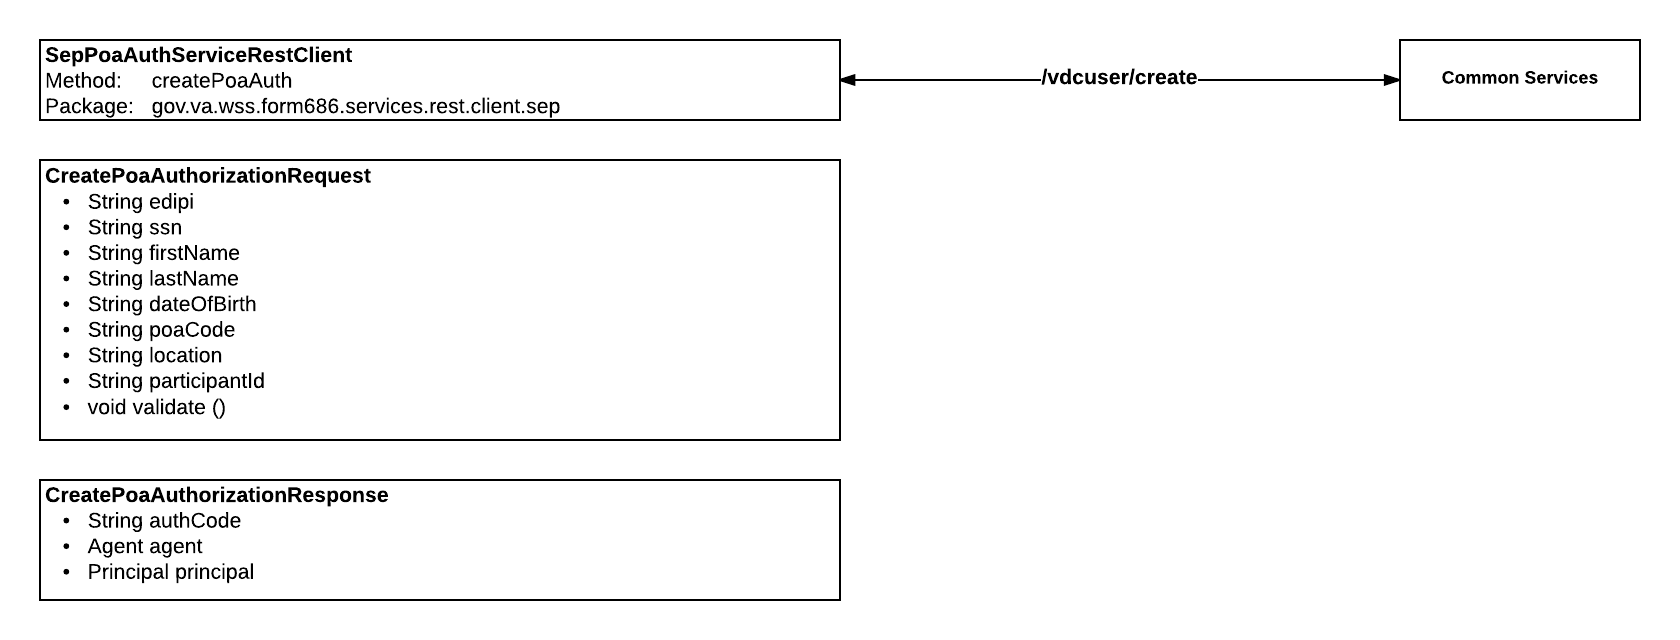 SepPoaAuthServiceRestClient
Method: createPoaAuth
Package: gov.va.wss.form686.services.rest.client.sep
/vdcuser/create
Common Services
CreatePoaAuthorizationRequest
• String edipi
• String ssn
• String firstName
• String lastName
• String dateOfBirth
• String poaCode
• String location
• String participantId
• void validate ()
CreatePoaAuthorizationResponse
• String authCode
• Agent agent
• Principal principal